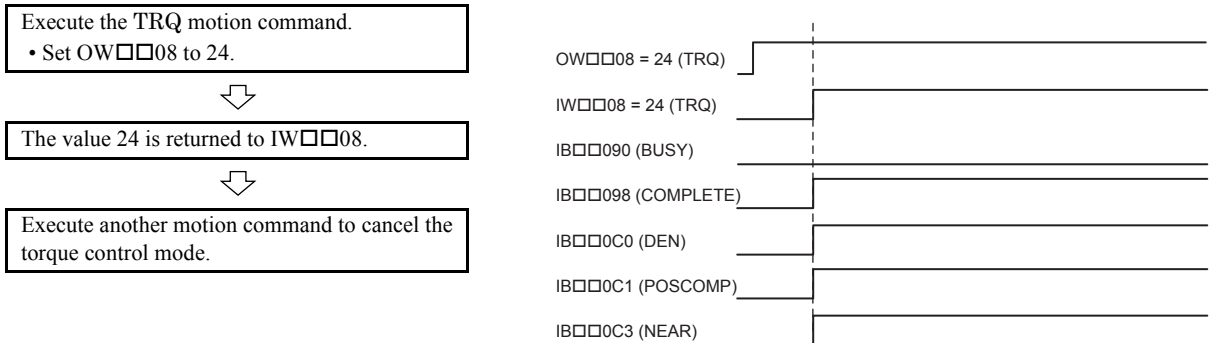 Execute the TRQ motion command.
• Set OW□□08 to 24.
The value 24 is returned to IW□□08.
Execute another motion command to cancel the
torque control mode.
OW□□08 = 24 (TRQ)
IW□□08 = 24 (TRQ)
IB□□090 (BUSY)
IB□□098 (COMPLETE)
IB□□0C0 (DEN)
IB□□0C1 (POSCOMP)
IB□□0C3 (NEAR)